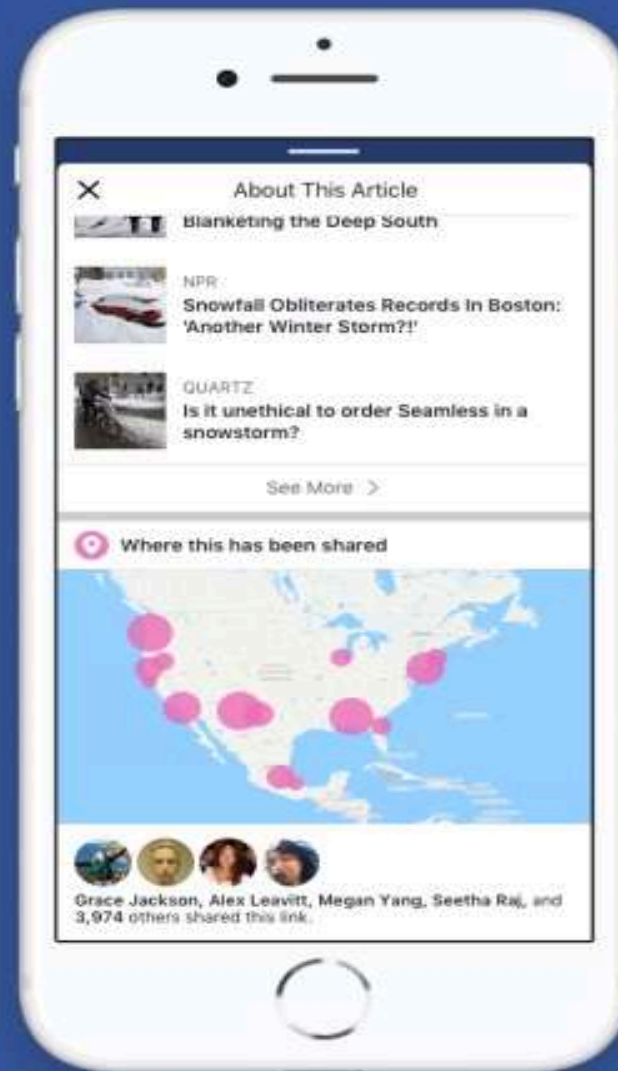 About This Article
Blanketing the Deep South
NPR
Snowfall Obliterates Records In Boston:
'Another Winter Storm?!'
QUARTZ
Is it unethical to order Seamless in a
snowstorm?
See More >
Where this has been shared
Grace Jackson, Alex Leavitt, Megan Yang, Seetha Raj, and
3,974 others shared this link.